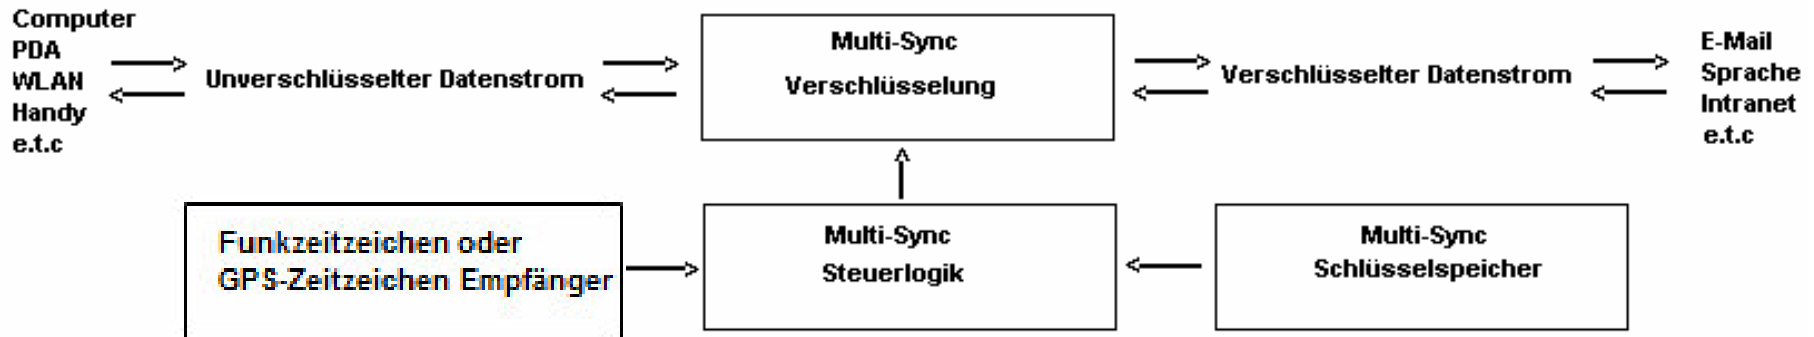 Computer
PDA
WLAN
Handy
e.t.c
Unverschlüsselter Datenstrom
Multi-Sync
Verschlüsselung
Verschlüsselter Datenstrom
E-Mail
Sprache
Intranet
e.t.c
Funkzeitzeichen oder
GPS-Zeitzeichen Empfänger
Multi-Sync
Steuerlogik
Multi-Sync
Schlüsselspeicher